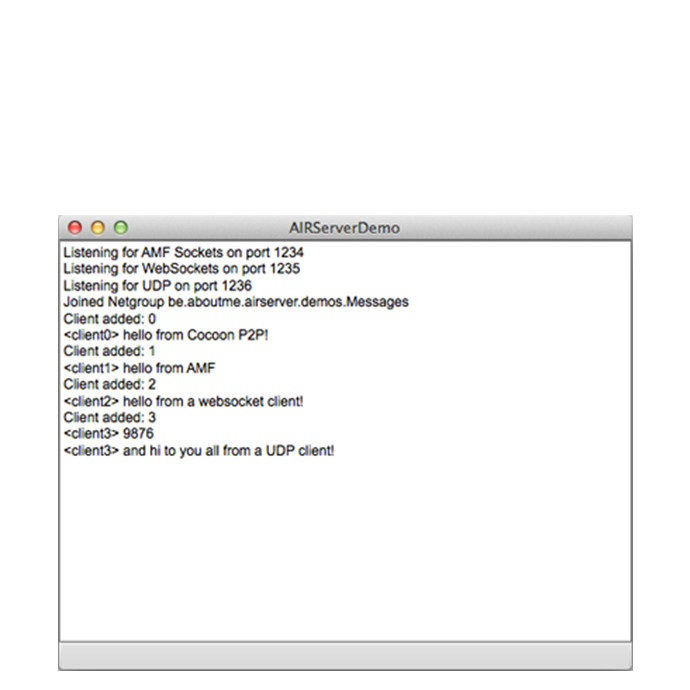 AIRServerDemo
Listening for AMF Sockets on port 1234
Listening for WebSockets on port 1235
Listening for UDP on port 1236
Joined Netgroup be.aboutme.airserver.demos.Messages
Client added: 0
<client0> hello from Cocoon P2P!
Client added: 1
<client1> hello from AMF
Client added: 2
<client2> hello from a websocket client!
Client added: 3
<client3> 9876
<client3> and hi to you all from a UDP client!